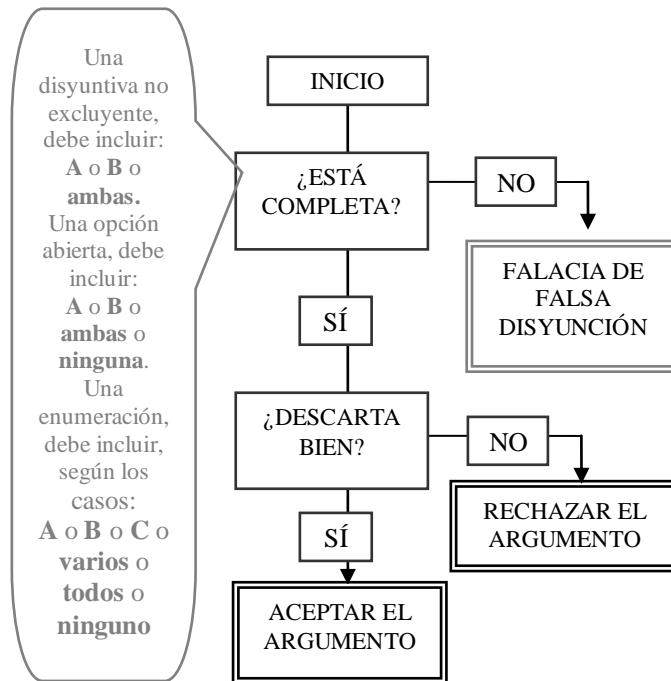 Una
disyuntiva no
excluyente,
debe incluir:
A o B o
ambas.
Una opción
abierta, debe
incluir:
A o B o
ambas o
ninguna.
Una
enumeración,
debe incluir,
según los
casos:
A o B o C o
varios o
todos o
ninguno
INICIO
¿ESTÁ
COMPLETA?
NO
FALACIA DE
FALSA
DISYUNCIÓN
SÍ
¿DESCARTA
BIEN?
NO
RECHAZAR EL
ARGUMENTO
SÍ
ACEPTAR EL
ARGUMENTO